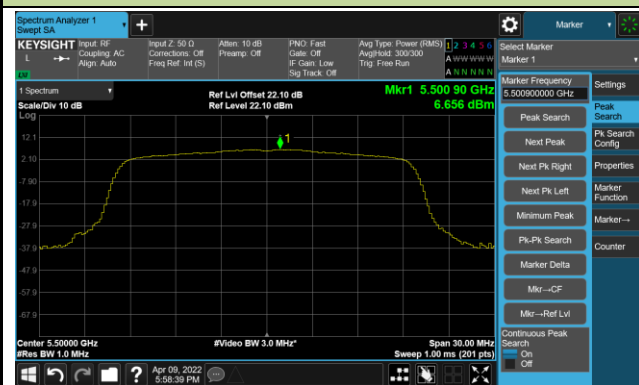 Spectrum Analyzer 1
Swept SA
+
Marker
KEYSIGHT
L
LXI
Input: RF
Coupling: AC
Align: Auto
Input Z: 50 Ω
Corrections: Off
Freq Ref: Int (S)
Atten: 10 dB
Preamp: Off
PNO: Fast
Gate: Off
IF Gain: Low
Sig Track: Off
Avg Type: Power (RMS)
Avg|Hold: 300/300
Trig: Free Run
1 2 3 4 5 6
A W W W W W
A N N N N N
Select Marker
Marker 1
1 Spectrum
Scale/Div 10 dB
Log
Ref Lvl Offset 22.10 dB
Ref Level 22.10 dBm
Mkr1 5.500 90 GHz
6.656 dBm
1
12.1
2.10
-7.90
-17.9
-27.9
-37.9
-47.9
-57.9
-67.9
Center 5.50000 GHz
#Res BW 1.0 MHz
#Video BW 3.0 MHz*
Span 30.00 MHz
Sweep 1.00 ms (201 pts)
Marker Frequency
5.500900000 GHz
Peak Search
Next Peak
Next Pk Right
Next Pk Left
Minimum Peak
Pk-Pk Search
Marker Delta
Mkr→CF
Mkr→Ref Lvl
Continuous Peak
Search
On
Off
Settings
Peak
Search
Pk Search
Config
Properties
Marker
Function
Marker→
Counter
?
Apr 09, 2022
5:58:39 PM